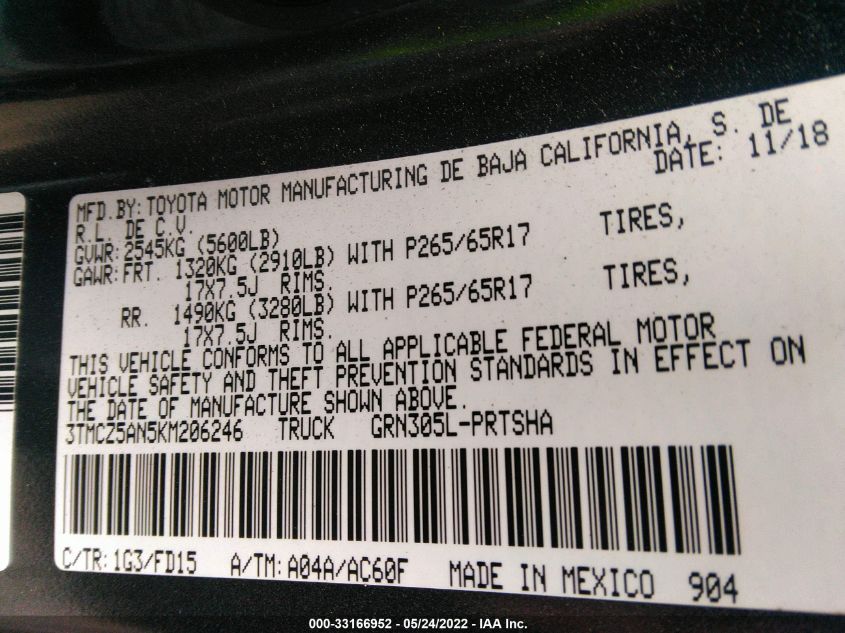 MFD.BY: TOYOTA MOTOR MANUFACTURING DE BAJA CALIFORNIA, S. DE
R.L. DE C.V. DATE: 11/18
GVWR: 2545KG (5600LB)
GAWR: FRT. 1320KG (2910LB) WITH P265/65R17 TIRES,
17X7.5J RIMS.
RR. 1490KG (3280LB) WITH P265/65R17 TIRES,
17X7.5J RIMS.
THIS VEHICLE CONFORMS TO ALL APPLICABLE FEDERAL MOTOR
VEHICLE SAFETY AND THEFT PREVENTION STANDARDS IN EFFECT ON
THE DATE OF MANUFACTURE SHOWN ABOVE.
3TMCZ5AN5KM206246 TRUCK GRN305L-PRTSHA
C/TR: 1G3/FD15 A/TM: A04A/AC60F MADE IN MEXICO 904
000-33166952 - 05/24/2022 - IAA Inc.